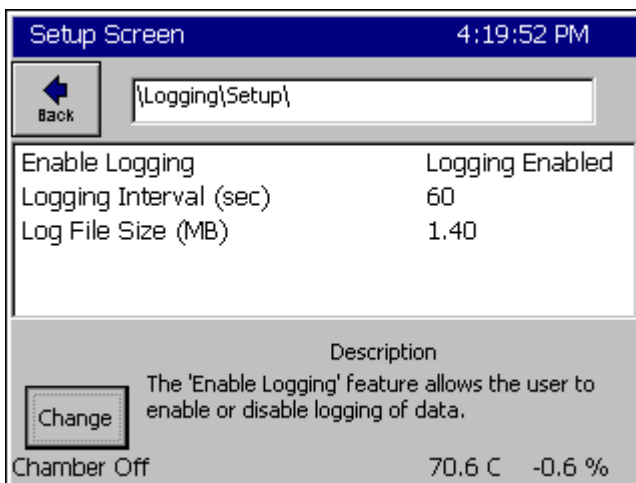 Setup Screen 4:19:52 PM
Back
\Logging\Setup\
Enable Logging Logging Enabled
Logging Interval (sec) 60
Log File Size (MB) 1.40
Description
The 'Enable Logging' feature allows the user to
enable or disable logging of data.
Change
Chamber Off 70.6 C -0.6 %